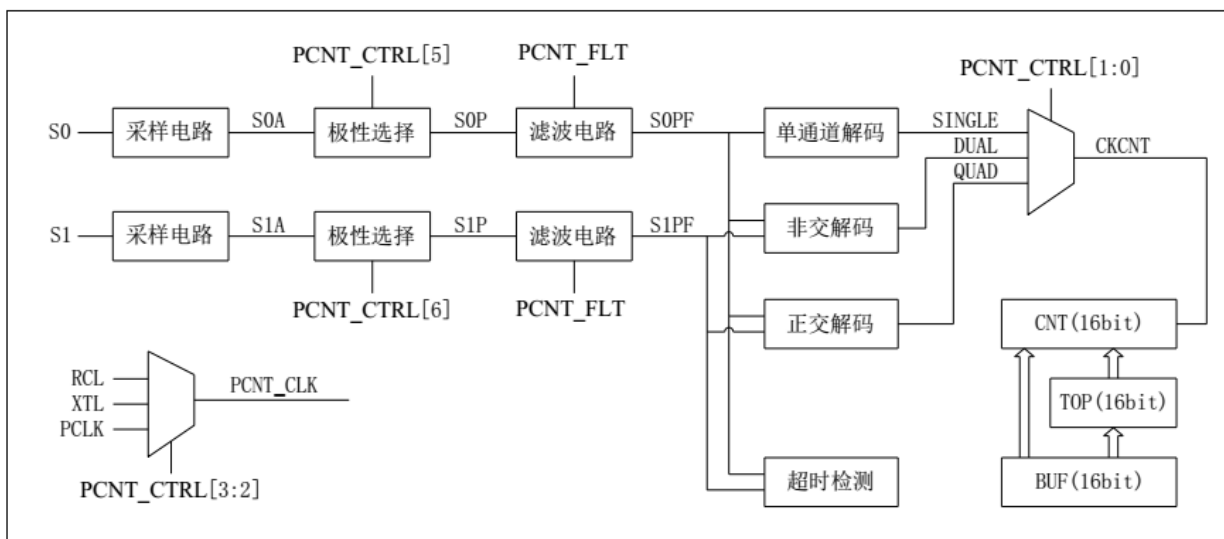 PCNT_CTRL[5]
PCNT_FLT
PCNT_CTRL[1:0]
S0
采样电路
S0A
极性选择
S0P
滤波电路
S0PF
单通道解码
SINGLE
DUAL
QUAD
CKCNT
S1
采样电路
S1A
极性选择
S1P
滤波电路
S1PF
非交解码
PCNT_CTRL[6]
PCNT_FLT
正交解码
CNT(16bit)
RCL
XTL
PCLK
PCNT_CLK
TOP(16bit)
PCNT_CTRL[3:2]
超时检测
BUF(16bit)